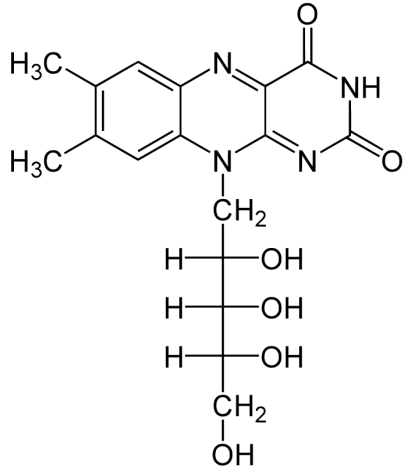 O
H₃C N NH
H₃C N N O
CH₂
H OH
H OH
H OH
CH₂
OH